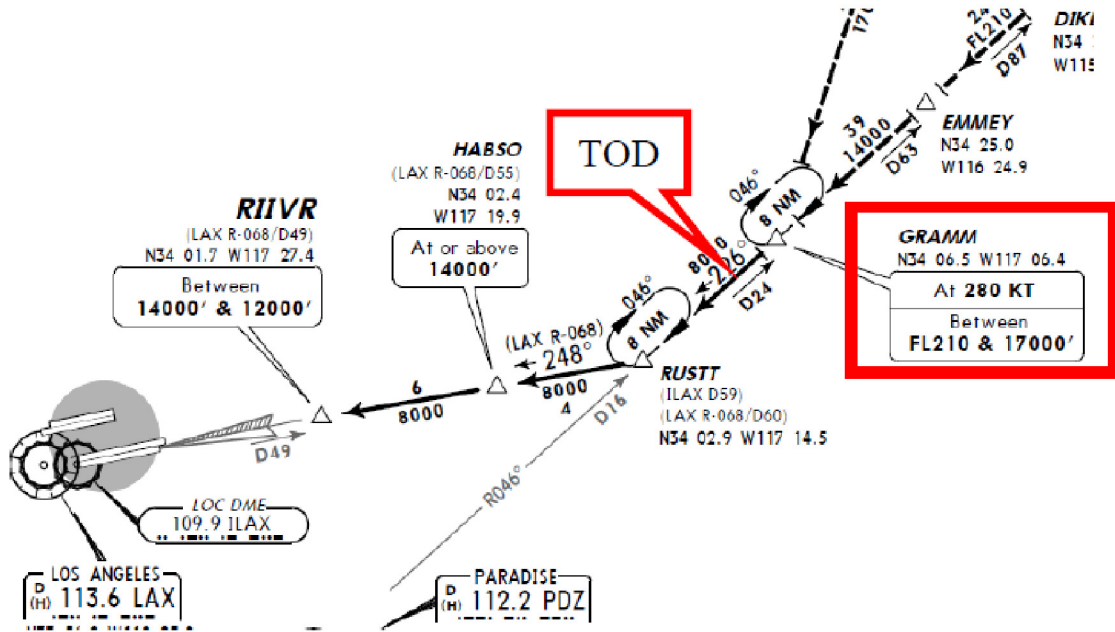 DIKE
N34
W115
24
FL210
D87
170
39
14000
D63
EMMEY
N34 25.0
W116 24.9
TOD
046°
8 NM
GRAMM
N34 06.5 W117 06.4
At 280 KT
Between
FL210 & 17000'
8000
226°
D24
HABSO
(LAX R-068/D55)
N34 02.4
W117 19.9
At or above
14000'
RIIVR
(LAX R-068/D49)
N34 01.7 W117 27.4
Between
14000' & 12000'
046°
8 NM
(LAX R-068)
248°
8000
4
6
8000
RUSTT
(ILAX D59)
(LAX R-068/D60)
N34 02.9 W117 14.5
D16
R046°
D49
LOC DME
109.9 ILAX
LOS ANGELES
D
(H) 113.6 LAX
PARADISE
D
(H) 112.2 PDZ